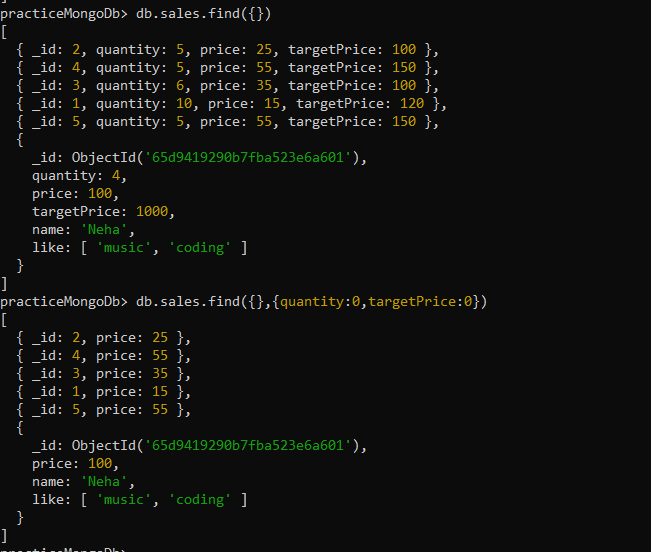 practiceMongoDb> db.sales.find({})
[
  { _id: 2, quantity: 5, price: 25, targetPrice: 100 },
  { _id: 4, quantity: 5, price: 55, targetPrice: 150 },
  { _id: 3, quantity: 6, price: 35, targetPrice: 100 },
  { _id: 1, quantity: 10, price: 15, targetPrice: 120 },
  { _id: 5, quantity: 5, price: 55, targetPrice: 150 },
  {
    _id: ObjectId('65d9419290b7fba523e6a601'),
    quantity: 4,
    price: 100,
    targetPrice: 1000,
    name: 'Neha',
    like: [ 'music', 'coding' ]
  }
]
practiceMongoDb> db.sales.find({},{quantity:0,targetPrice:0})
[
  { _id: 2, price: 25 },
  { _id: 4, price: 55 },
  { _id: 3, price: 35 },
  { _id: 1, price: 15 },
  { _id: 5, price: 55 },
  {
    _id: ObjectId('65d9419290b7fba523e6a601'),
    price: 100,
    name: 'Neha',
    like: [ 'music', 'coding' ]
  }
]
practiceMongoDb>